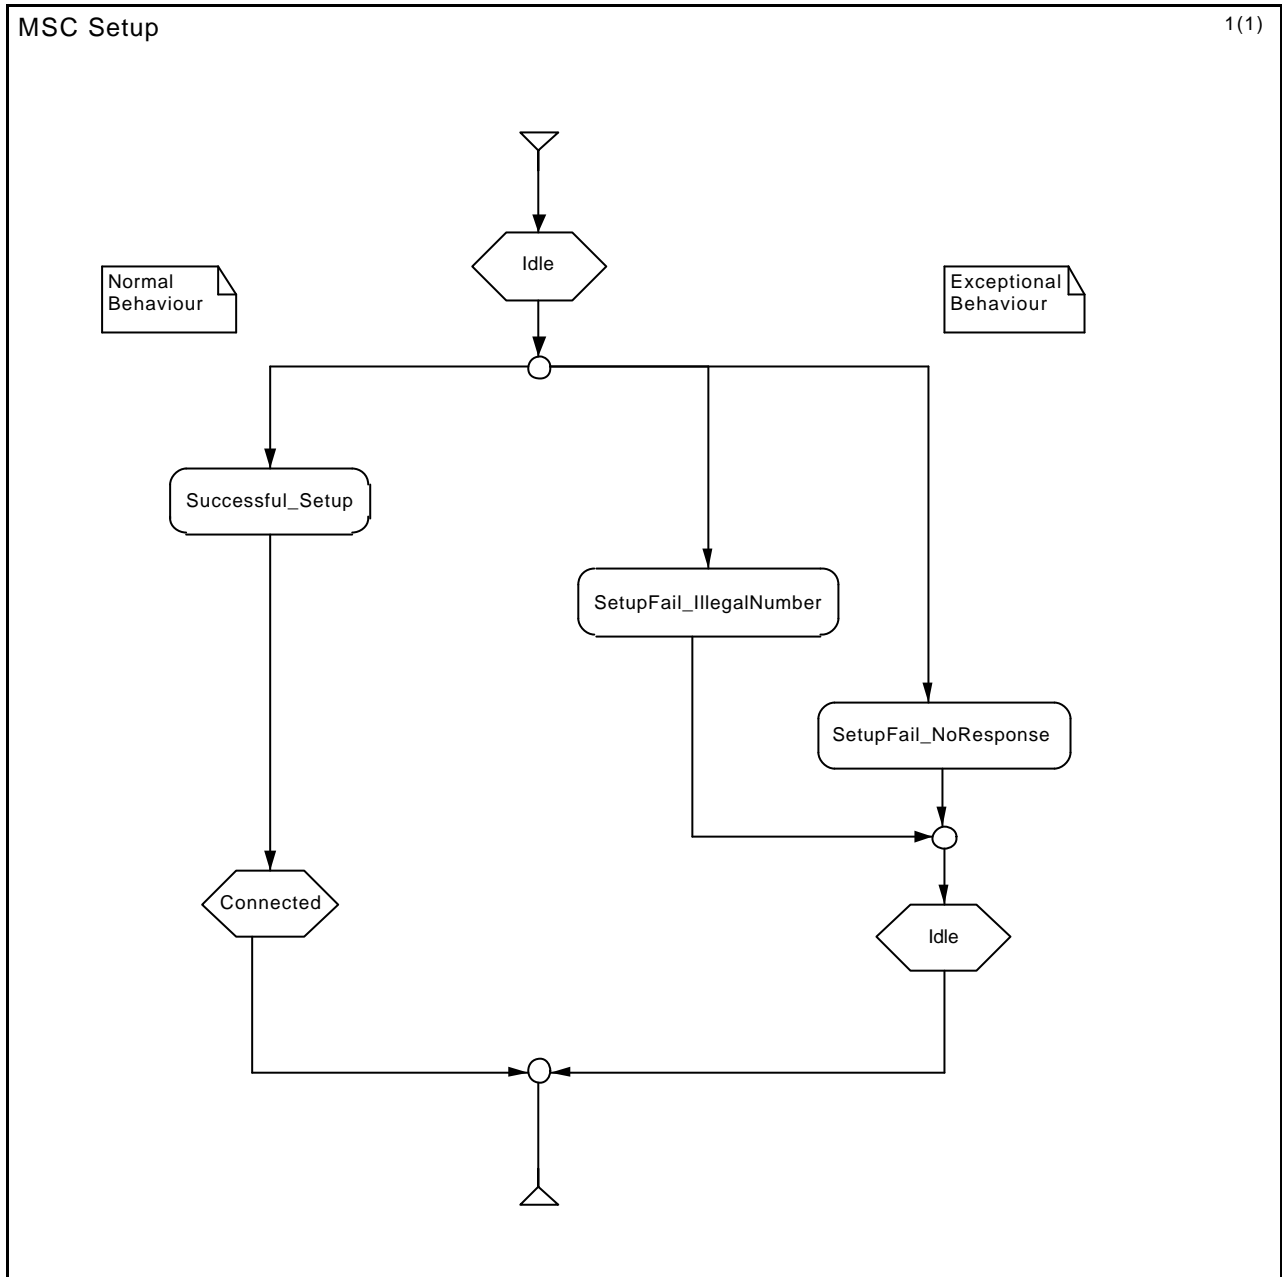 MSC Setup
1(1)
Idle
Normal
Behaviour
Exceptional
Behaviour
Successful_Setup
SetupFail_IllegalNumber
SetupFail_NoResponse
Connected
Idle